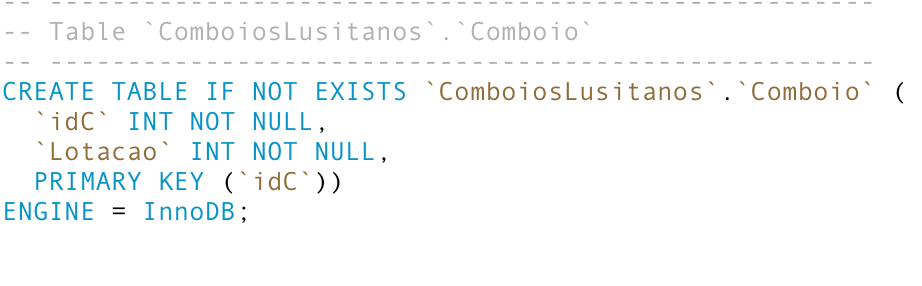 -- -----------------------------------------------------
-- Table `ComboiosLusitanos`.`Comboio`
-- -----------------------------------------------------
CREATE TABLE IF NOT EXISTS `ComboiosLusitanos`.`Comboio` (
  `idC` INT NOT NULL,
  `Lotacao` INT NOT NULL,
  PRIMARY KEY (`idC`))
ENGINE = InnoDB;